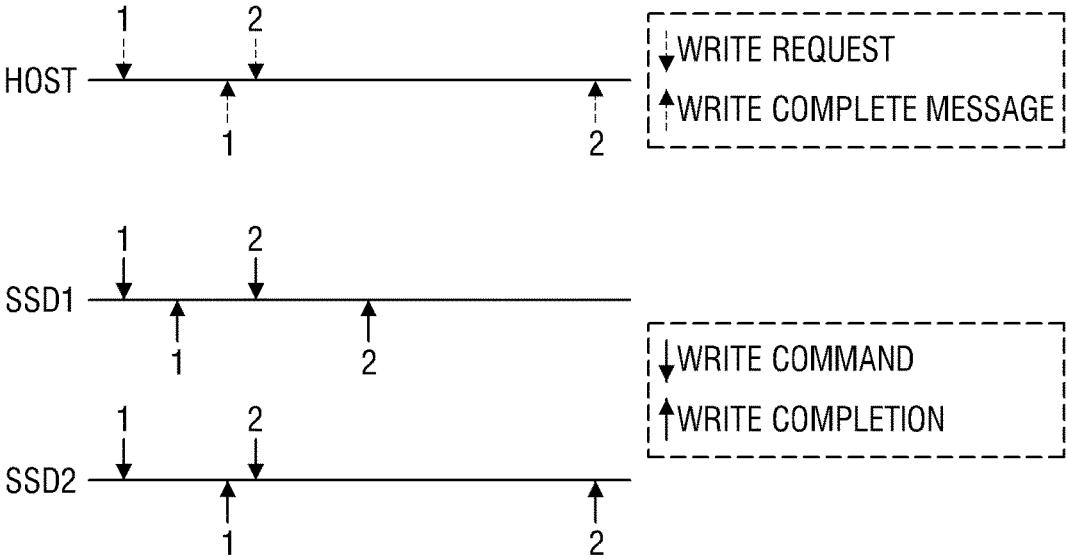 1 2
HOST
1 2
WRITE REQUEST
WRITE COMPLETE MESSAGE
1 2
SSD1
1 2
1 2
SSD2
1 2
WRITE COMMAND
WRITE COMPLETION